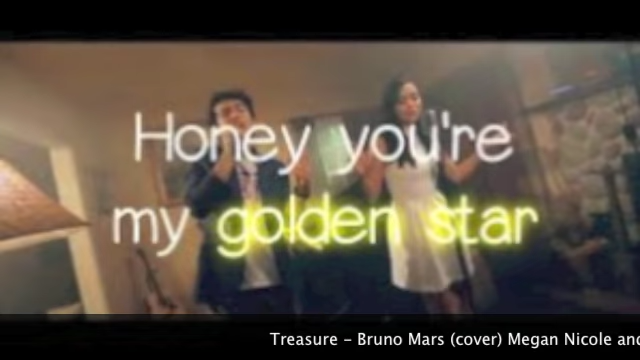 Honey you're
my golden star
Treasure - Bruno Mars (cover) Megan Nicole and